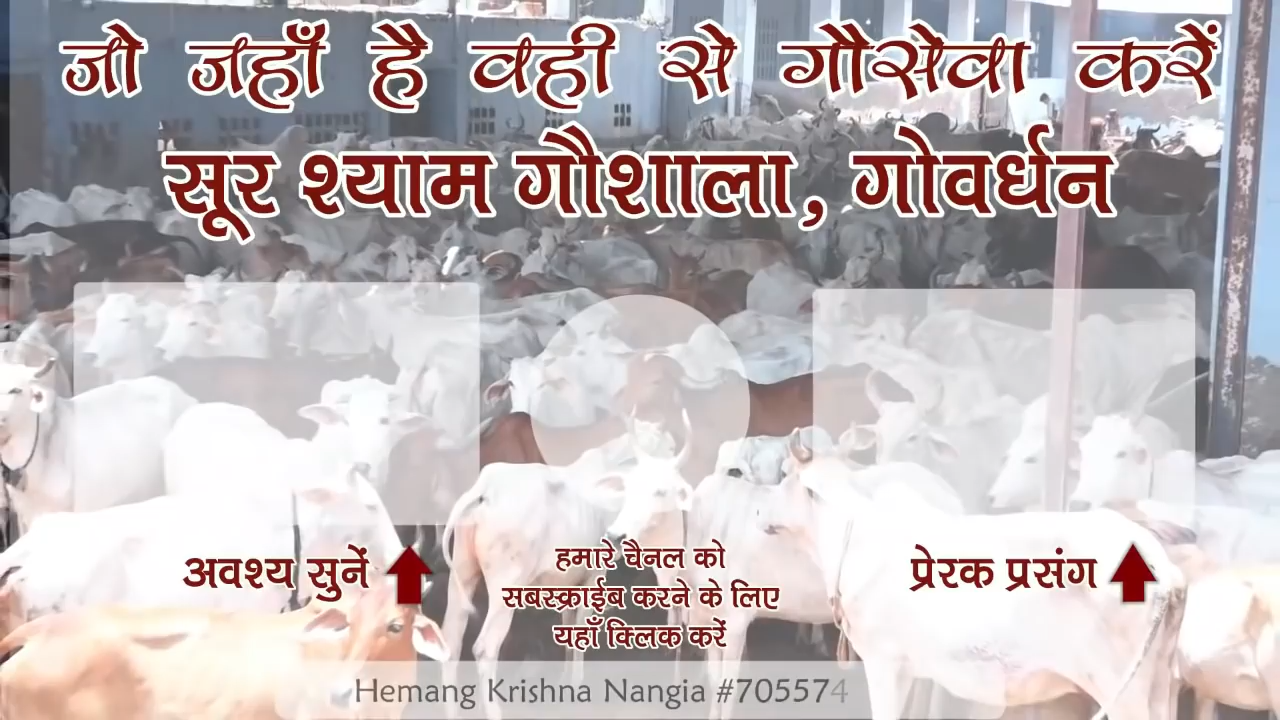 जो जहाँ है वही से गौसेवा करें
सूर श्याम गौशाला, गोवर्धन
अवश्य सुनें
हमारे चैनल को
सबस्क्राईब करने के लिए
यहाँ क्लिक करें
प्रेरक प्रसंग
Hemang Krishna Nangia #705574